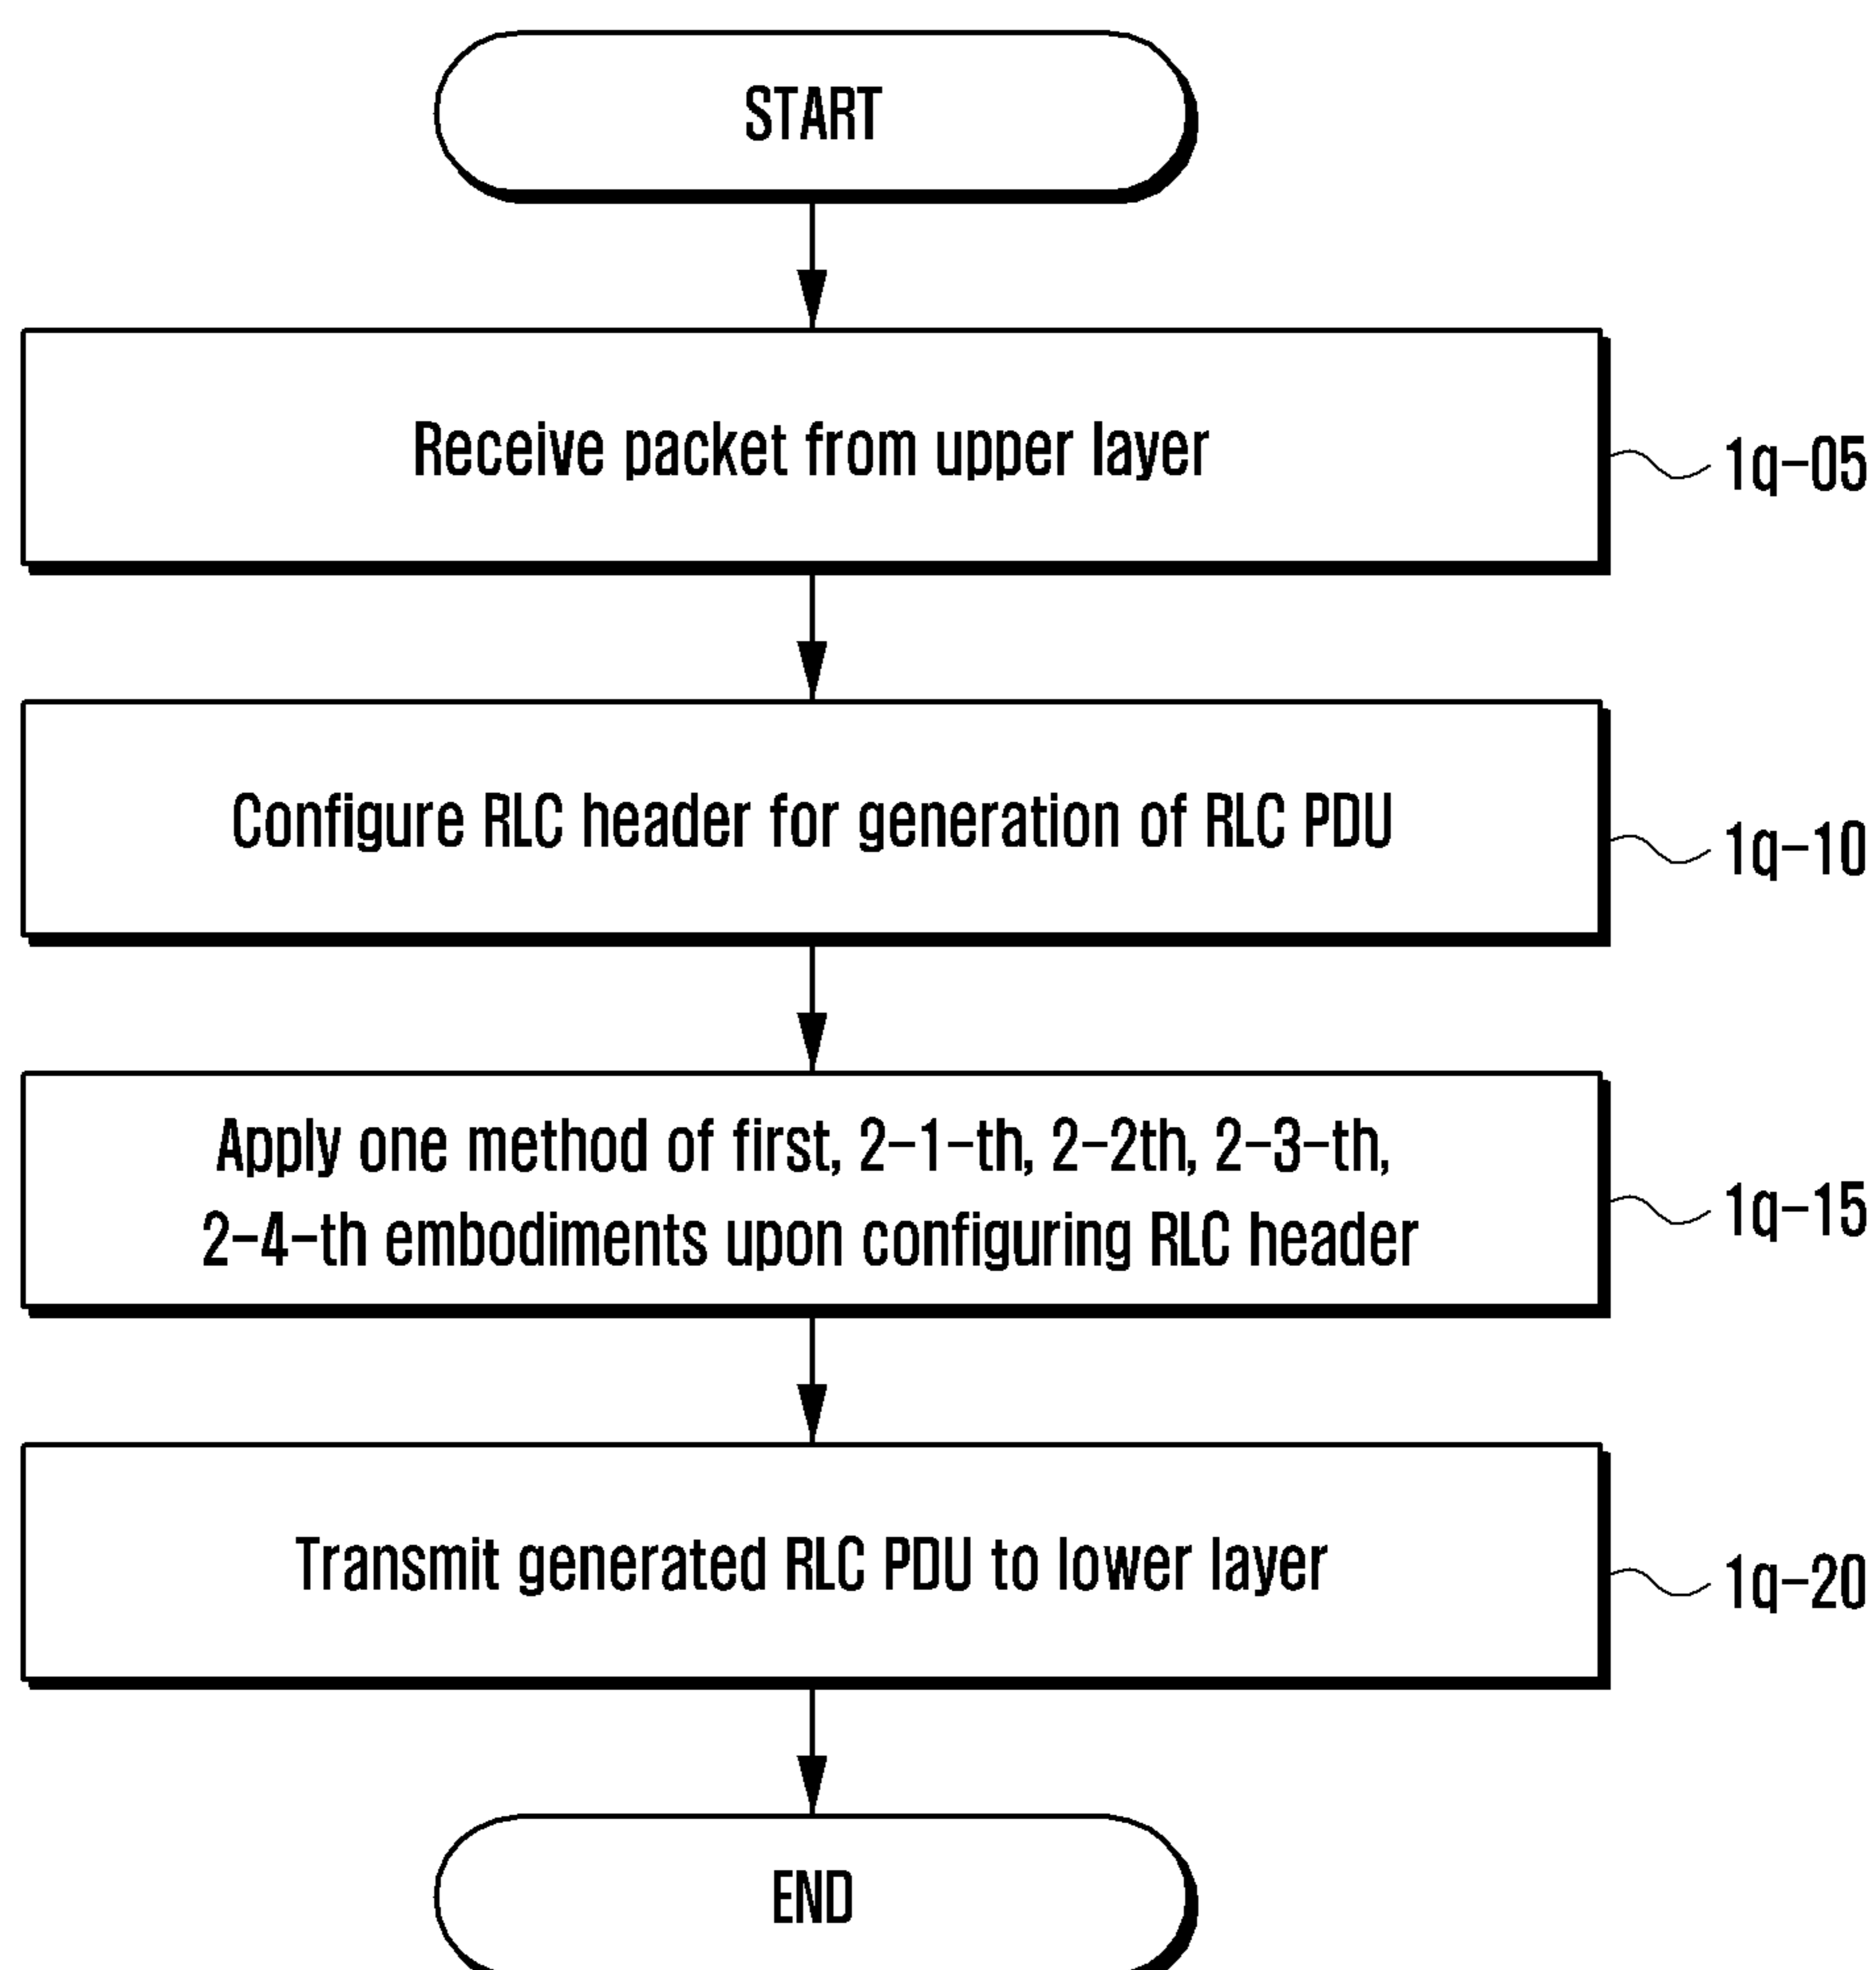 START
Receive packet from upper layer
1q-05
Configure RLC header for generation of RLC PDU
1q-10
Apply one method of first, 2-1-th, 2-2th, 2-3-th,
2-4-th embodiments upon configuring RLC header
1q-15
Transmit generated RLC PDU to lower layer
1q-20
END